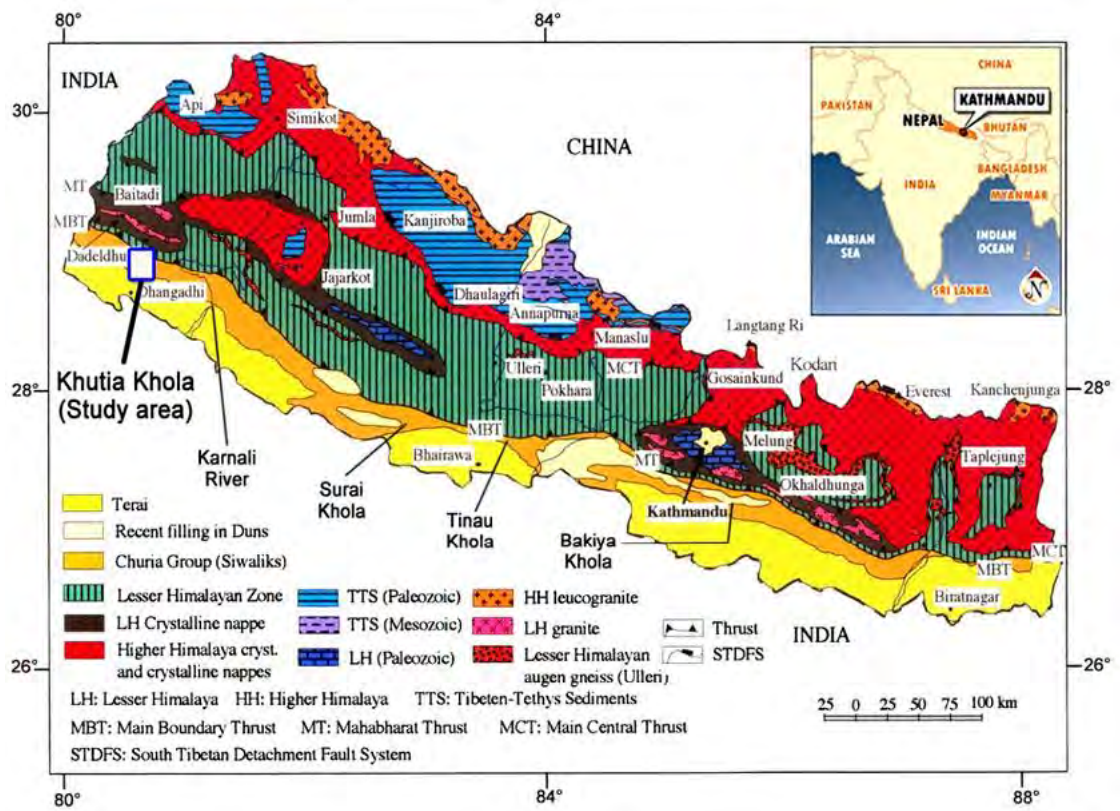 80°
84°
INDIA
30°
Api
Simikot
CHINA
MT
Baitadi
MBT
Jumla
Kanjiroba
Dadeldhu
Jajarkot
Dhangadhi
Dhaulagiri
Annapurna
Manaslu
Langtang Ri
Ulleri
MCT
Gosainkund
Kodari
Everest
Kanchenjunga
28°
28°
Pokhara
Khutia Khola
(Study area)
MBT
Melung
Taplejung
Bhairawa
MT
Okhaldhunga
Karnali
River
Surai
Khola
Tinau
Khola
Kathmandu
Bakiya
Khola
MBT
MCT
Biratnagar
INDIA
26°
26°
CHINA
PAKISTAN
KATHMANDU
NEPAL
BHUTAN
BANGLADESH
INDIA
MYANMAR
ARABIAN
SEA
INDIAN
OCEAN
SRI LANKA
N
Terai
Recent filling in Duns
Churia Group (Siwaliks)
Lesser Himalayan Zone
LH Crystalline nappe
Higher Himalaya cryst.
and crystalline nappes
TTS (Paleozoic)
TTS (Mesozoic)
LH (Paleozoic)
HH leucogranite
LH granite
Lesser Himalayan
augen gneiss (Ulleri)
Thrust
STDFS
LH: Lesser Himalaya HH: Higher Himalaya TTS: Tibeten-Tethys Sediments
MBT: Main Boundary Thrust MT: Mahabharat Thrust MCT: Main Central Thrust
STDFS: South Tibetan Detachment Fault System
25 0 25 50 75 100 km
80°
84°
88°